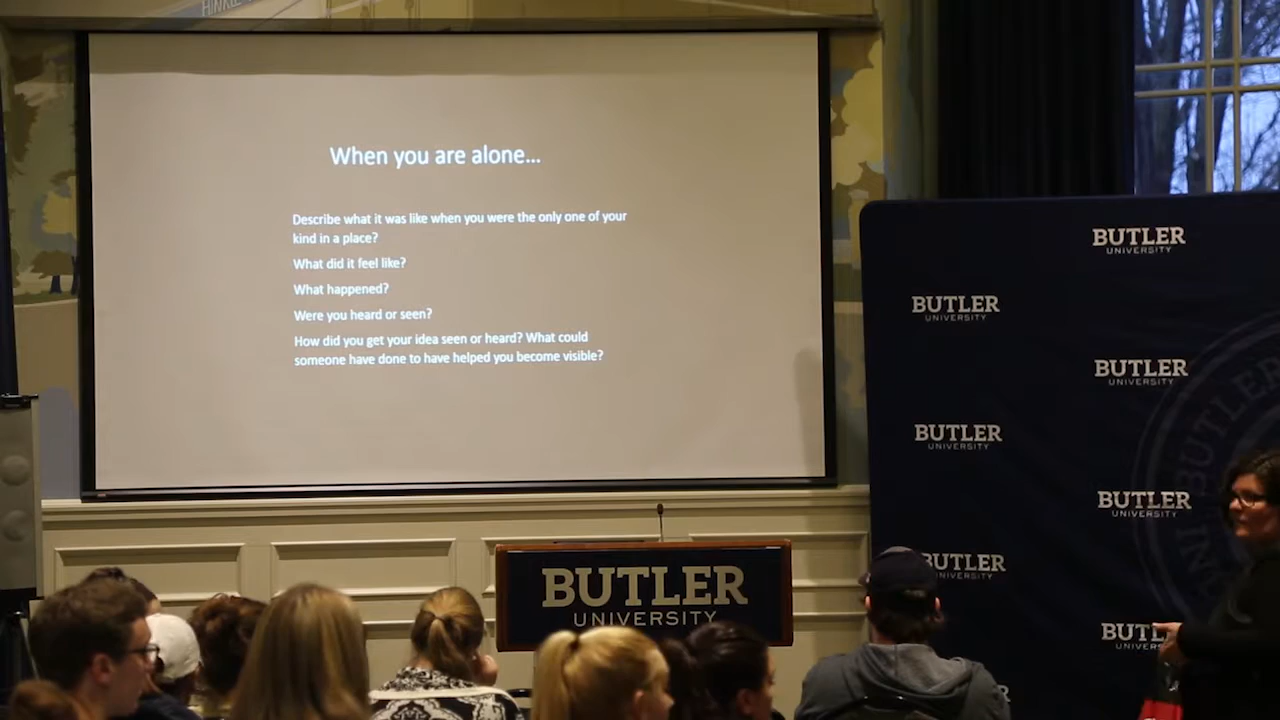 HINKLE
When you are alone...
Describe what it was like when you were the only one of your
kind in a place?
What did it feel like?
What happened?
Were you heard or seen?
How did you get your idea seen or heard? What could
someone have done to have helped you become visible?
BUTLER
UNIVERSITY
BUTLER
UNIVERSITY
BUTLER
UNIVERSITY
BUTLER
UNIVERSITY
BUTLER
UNIVERSITY
BUTLER
UNIVERSITY
BUTLER
UNIVERSITY
BUTLER
UNIVERSITY